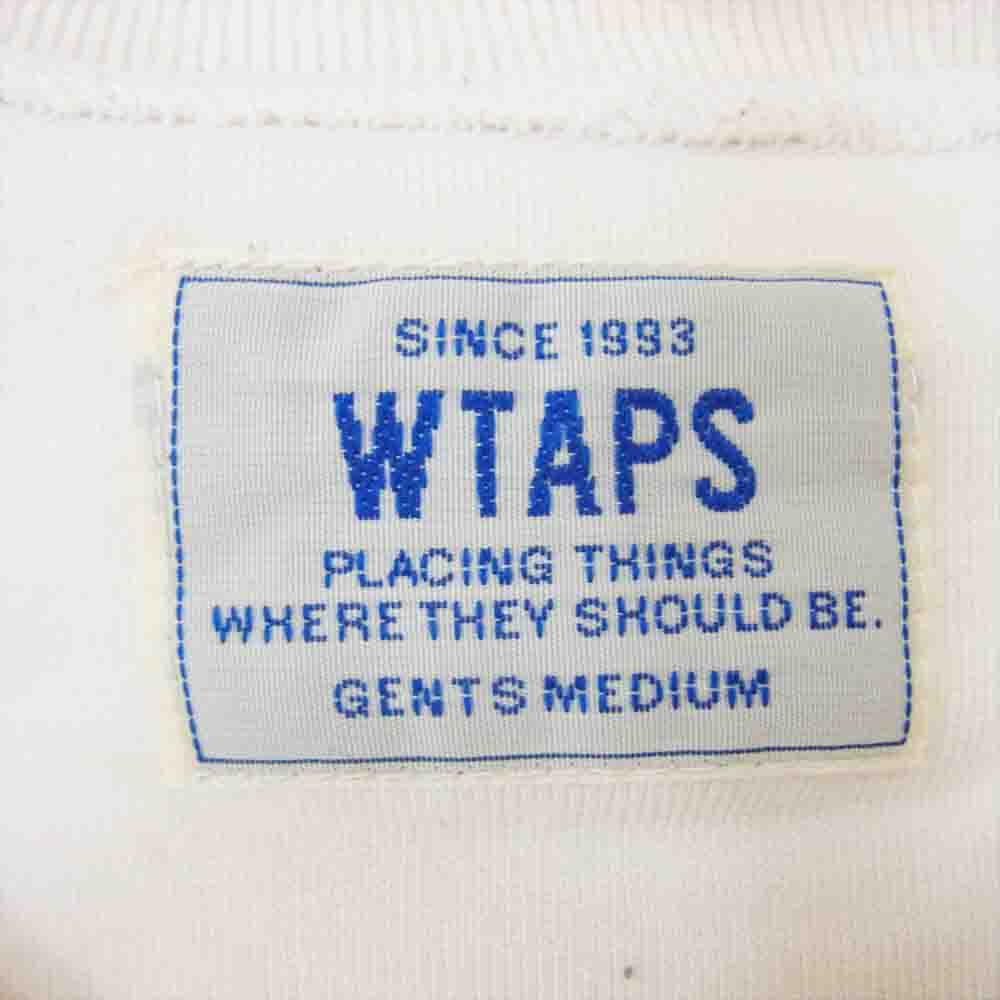 SINCE 1993
WTAPS
PLACING THINGS
WHERE THEY SHOULD BE.
GENTS MEDIUM